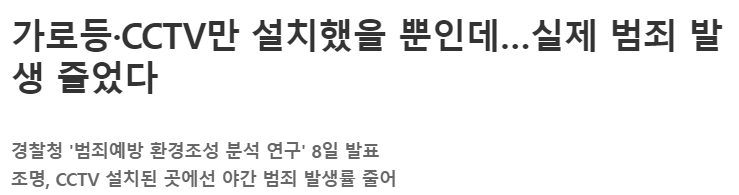 가로등·CCTV만 설치했을 뿐인데...실제 범죄 발
생 줄었다
경찰청 '범죄예방 환경조성 분석 연구' 8일 발표
조명, CCTV 설치된 곳에선 야간 범죄 발생률 줄어